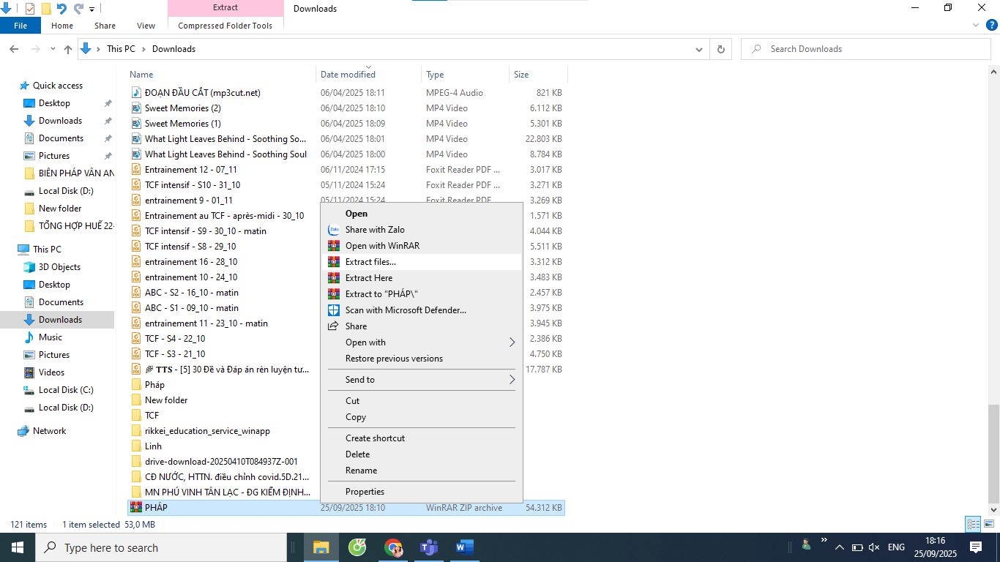 Extract
Downloads
File
Home
Share
View
Compressed Folder Tools
This PC
Downloads
Search Downloads
Name
Date modified
Type
Size
Quick access
Desktop
Downloads
Documents
Pictures
BIÊN PHÁP VÂN AN
Local Disk (D:)
New folder
TỔNG HỢP HUẾ 22-
This PC
3D Objects
Desktop
Documents
Downloads
Music
Pictures
Videos
Local Disk (C:)
Local Disk (D:)
Network
ĐOẠN ĐẦU CẮT (mp3cut.net) 06/04/2025 18:11 MPEG-4 Audio 821 KB
Sweet Memories (2) 06/04/2025 18:10 MP4 Video 6.112 KB
Sweet Memories (1) 06/04/2025 18:09 MP4 Video 5.301 KB
What Light Leaves Behind - Soothing So... 06/04/2025 18:01 MP4 Video 22.803 KB
What Light Leaves Behind - Soothing Soul 06/04/2025 18:00 MP4 Video 8.784 KB
Entrainement 12 - 07_11 06/11/2024 17:15 Foxit Reader PDF ... 3.017 KB
TCF intensif - S10 - 31_10 05/11/2024 15:24 Foxit Reader PDF ... 3.271 KB
entrainement 9 - 01_11 05/11/2024 15:24 Foxit Reader PDF 3.269 KB
Entrainement au TCF - après-midi - 30_10 1.571 KB
TCF intensif - S9 - 30_10 - matin 4.044 KB
TCF intensif - S8 - 29_10 5.511 KB
entrainement 16 - 28_10 3.312 KB
entrainement 10 - 24_10 3.483 KB
ABC - S2 - 16_10 - matin 2.457 KB
ABC - S1 - 09_10 - matin 3.975 KB
entrainement 11 - 23_10 - matin 3.945 KB
TCF - S4 - 22_10 2.386 KB
TCF - S3 - 21_10 4.750 KB
TTS - [5] 30 Đề và Đáp án rèn luyện tư... 17.787 KB
Pháp
New folder
TCF
rikkei_education_service_winapp
Linh
drive-download-20250410T084937Z-001
CĐ NƯỚC, HTTN. điều chỉnh covid.5D.21...
MN PHÚ VINH TÂN LẠC - ĐG KIỂM ĐỊNH...
PHÁP 25/09/2025 18:10 WinRAR ZIP archive 54.312 KB
Open
Share with Zalo
Open with WinRAR
Extract files...
Extract Here
Extract to "PHÁP\"
Scan with Microsoft Defender...
Share
Open with
Restore previous versions
Send to
Cut
Copy
Create shortcut
Delete
Rename
Properties
121 items
1 item selected 53,0 MB
Type here to search
ENG
18:16
25/09/2025